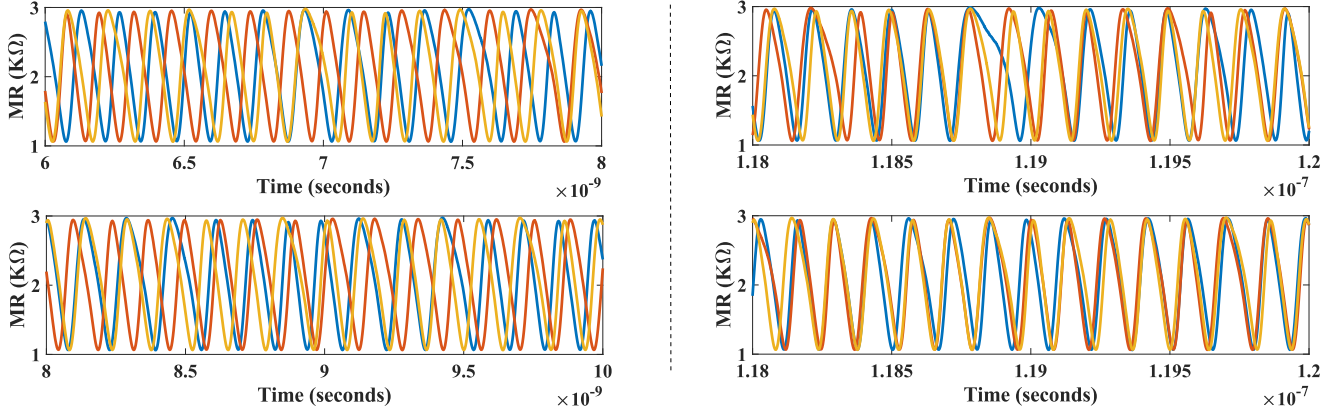 3
2
1
MR (KΩ)
6 6.5 7 7.5 8
Time (seconds)
×10-9
3
2
1
MR (KΩ)
1.18 1.185 1.19 1.195 1.2
Time (seconds)
×10-7
3
2
1
MR (KΩ)
8 8.5 9 9.5 10
Time (seconds)
×10-9
3
2
1
MR (KΩ)
1.18 1.185 1.19 1.195 1.2
Time (seconds)
×10-7